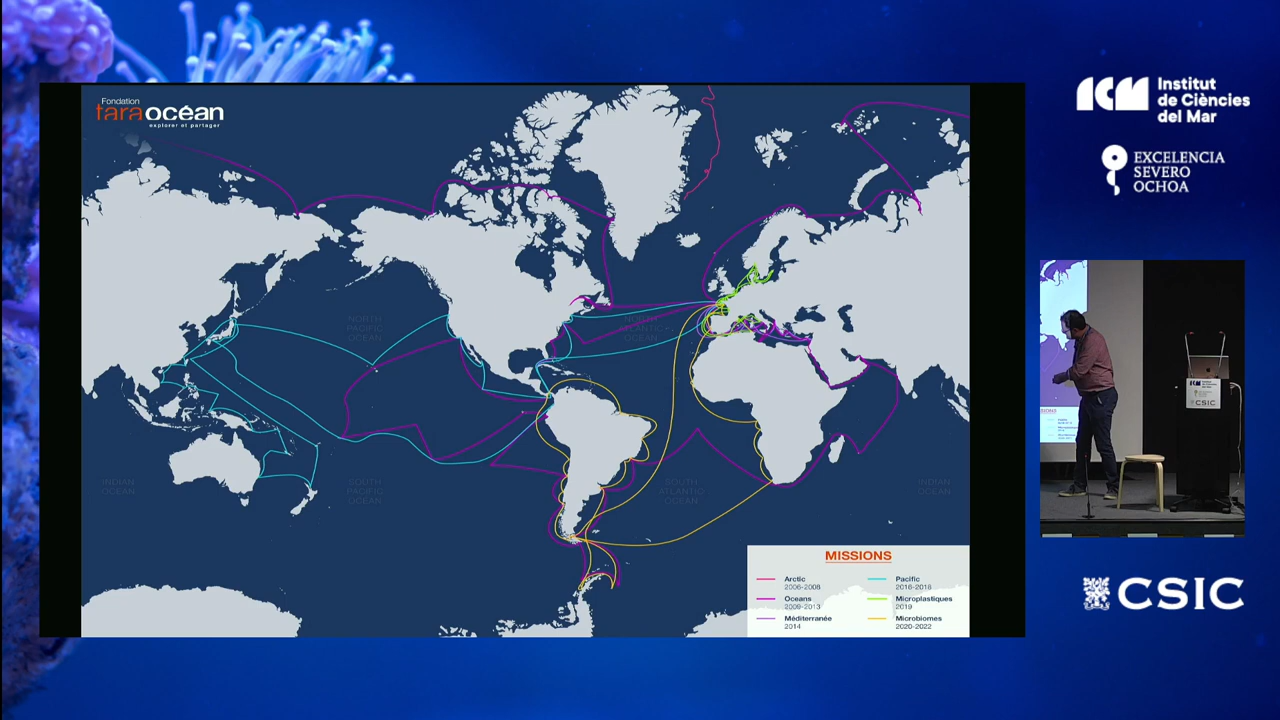 Fondation
taraocéan
explorer et partager
NORTH
PACIFIC
OCEAN
NORTH
ATLANTIC
OCEAN
INDIAN
OCEAN
SOUTH
PACIFIC
OCEAN
SOUTH
ATLANTIC
OCEAN
INDIAN
OCEAN
MISSIONS
Arctic
2006-2008
Oceans
2009-2013
Méditerranée
2014
Pacific
2016-2018
Microplastiques
2019
Microbiomes
2020-2022
ICM
Institut
de Ciències
del Mar
EXCELENCIA
SEVERO
OCHOA
CSIC
CSIC